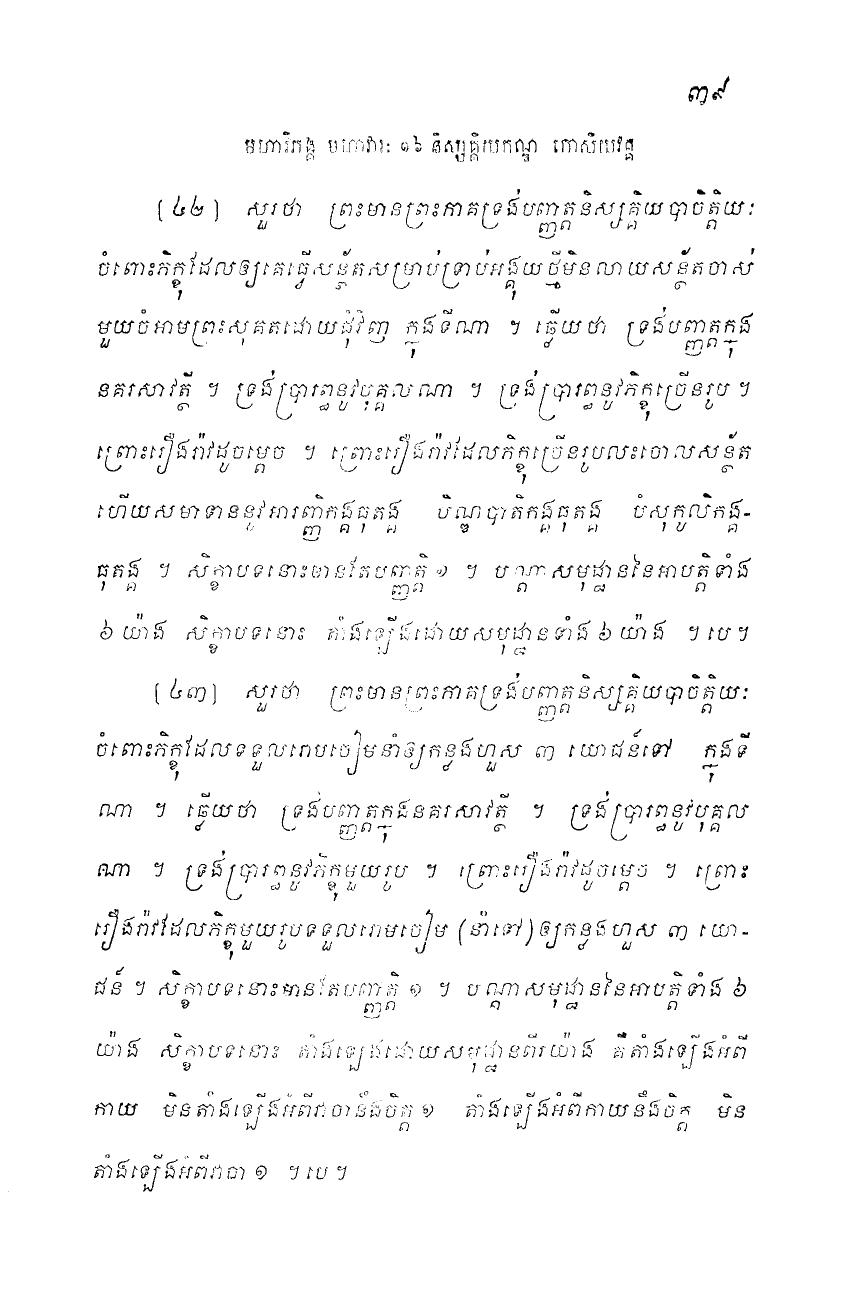 ៣៩
មហាវិភង្គ មហាវារៈ ១៦ និស្សគ្គិយកណ្ឌ កោសិយវគ្គ
(៤២) សួរថា ព្រះមានព្រះភាគទ្រង់បញ្ញត្តនិស្សគ្គិយបាចិត្តិយៈ
ចំពោះភិក្ខុដែលឲ្យគេធ្វើសន្ថ័តសម្រាប់ទ្រាប់អង្គុយថ្មីមិនលាយសន្ថ័តចាស់
មួយចំអាមព្រះសុគតដោយជុំវិញ ក្នុងទីណា ។ ឆ្លើយថា ទ្រង់បញ្ញត្តក្នុង
នគរសាវត្ថី ។ ទ្រង់ប្រារព្ធនូវបុគ្គលណា ។ ទ្រង់ប្រារព្ធនូវភិក្ខុច្រើនរូប ។
ព្រោះរឿងរ៉ាវដូចម្តេច ។ ព្រោះរឿងរ៉ាវដែលភិក្ខុច្រើនរូបលះចោលសន្ថ័ត
ហើយសមាទាននូវអារញ្ញិកង្គធុតង្គ បិណ្ឌបាតិកង្គធុតង្គ បំសុកូលិកង្គ-
ធុតង្គ ។ សិក្ខាបទនោះមានតែបញ្ញត្តិ ១ ។ បណ្តាសមុដ្ឋាននៃអាបត្តិទាំង
៦ យ៉ាង សិក្ខាបទនោះ តាំងឡើងដោយសមុដ្ឋានទាំង ៦ យ៉ាង ។ បេ ។
(៤៣) សួរថា ព្រះមានព្រះភាគទ្រង់បញ្ញត្តនិស្សគ្គិយបាចិត្តិយៈ
ចំពោះភិក្ខុដែលទទួលរោមចៀមនាំឲ្យកន្លងហួស ៣ យោជន៍ទៅ ក្នុងទី
ណា ។ ឆ្លើយថា ទ្រង់បញ្ញត្តក្នុងនគរសាវត្ថី ។ ទ្រង់ប្រារព្ធនូវបុគ្គល
ណា ។ ទ្រង់ប្រារព្ធនូវភិក្ខុមួយរូប ។ ព្រោះរឿងរ៉ាវដូចម្តេច ។ ព្រោះ
រឿងរ៉ាវដែលភិក្ខុមួយរូបទទួលរោមចៀម (នាំទៅ) ឲ្យកន្លងហួស ៣ យោ-
ជន៍ ។ សិក្ខាបទនោះមានតែបញ្ញត្តិ ១ ។ បណ្តាសមុដ្ឋាននៃអាបត្តិទាំង ៦
យ៉ាង សិក្ខាបទនោះ តាំងឡើងដោយសមុដ្ឋានពីរយ៉ាង គឺតាំងឡើងអំពី
កាយ មិនតាំងឡើងអំពីវាចានឹងចិត្ត ១ តាំងឡើងអំពីកាយនឹងចិត្ត មិន
តាំងឡើងអំពីវាចា ១ ។ បេ ។